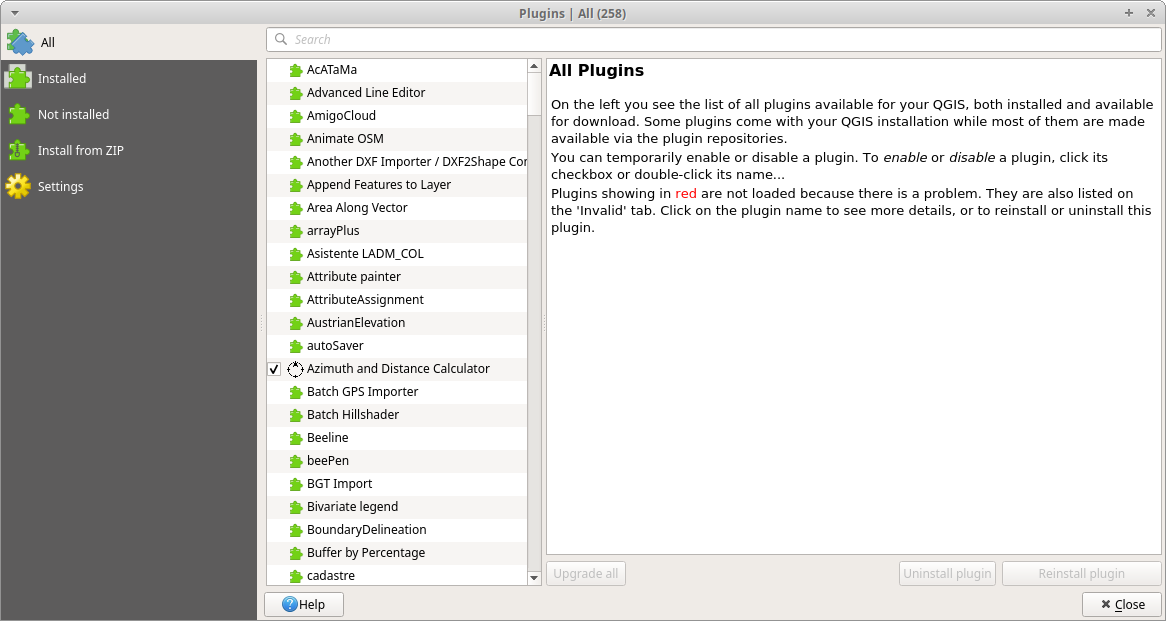 Plugins | All (258)
All
Installed
Not installed
Install from ZIP
Settings
Search
AcATaMa
Advanced Line Editor
AmigoCloud
Animate OSM
Another DXF Importer / DXF2Shape Con
Append Features to Layer
Area Along Vector
arrayPlus
Asistente LADM_COL
Attribute painter
AttributeAssignment
AustrianElevation
autoSaver
Azimuth and Distance Calculator
Batch GPS Importer
Batch Hillshader
Beeline
beePen
BGT Import
Bivariate legend
BoundaryDelineation
Buffer by Percentage
cadastre
All Plugins
On the left you see the list of all plugins available for your QGIS, both installed and available
for download. Some plugins come with your QGIS installation while most of them are made
available via the plugin repositories.
You can temporarily enable or disable a plugin. To enable or disable a plugin, click its
checkbox or double-click its name...
Plugins showing in red are not loaded because there is a problem. They are also listed on
the 'Invalid' tab. Click on the plugin name to see more details, or to reinstall or uninstall this
plugin.
Upgrade all
Uninstall plugin
Reinstall plugin
Help
Close